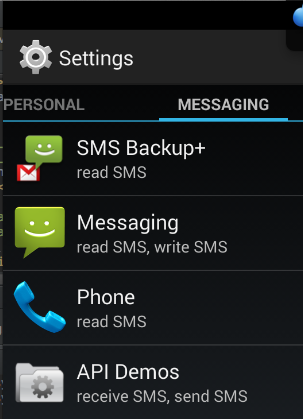 Settings
PERSONAL MESSAGING
SMS Backup+
read SMS
Messaging
read SMS, write SMS
Phone
read SMS
API Demos
receive SMS, send SMS